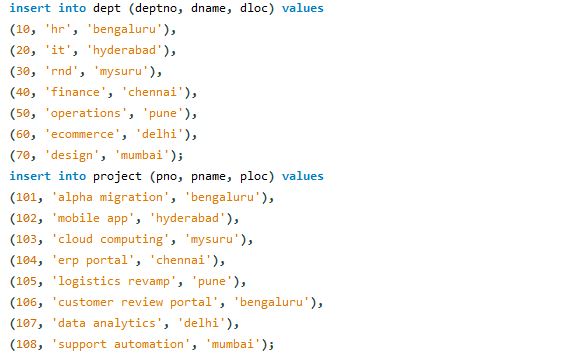 insert into dept (deptno, dname, dloc) values
(10, 'hr', 'bengaluru'),
(20, 'it', 'hyderabad'),
(30, 'rnd', 'mysuru'),
(40, 'finance', 'chennai'),
(50, 'operations', 'pune'),
(60, 'ecommerce', 'delhi'),
(70, 'design', 'mumbai');
insert into project (pno, pname, ploc) values
(101, 'alpha migration', 'bengaluru'),
(102, 'mobile app', 'hyderabad'),
(103, 'cloud computing', 'mysuru'),
(104, 'erp portal', 'chennai'),
(105, 'logistics revamp', 'pune'),
(106, 'customer review portal', 'bengaluru'),
(107, 'data analytics', 'delhi'),
(108, 'support automation', 'mumbai');